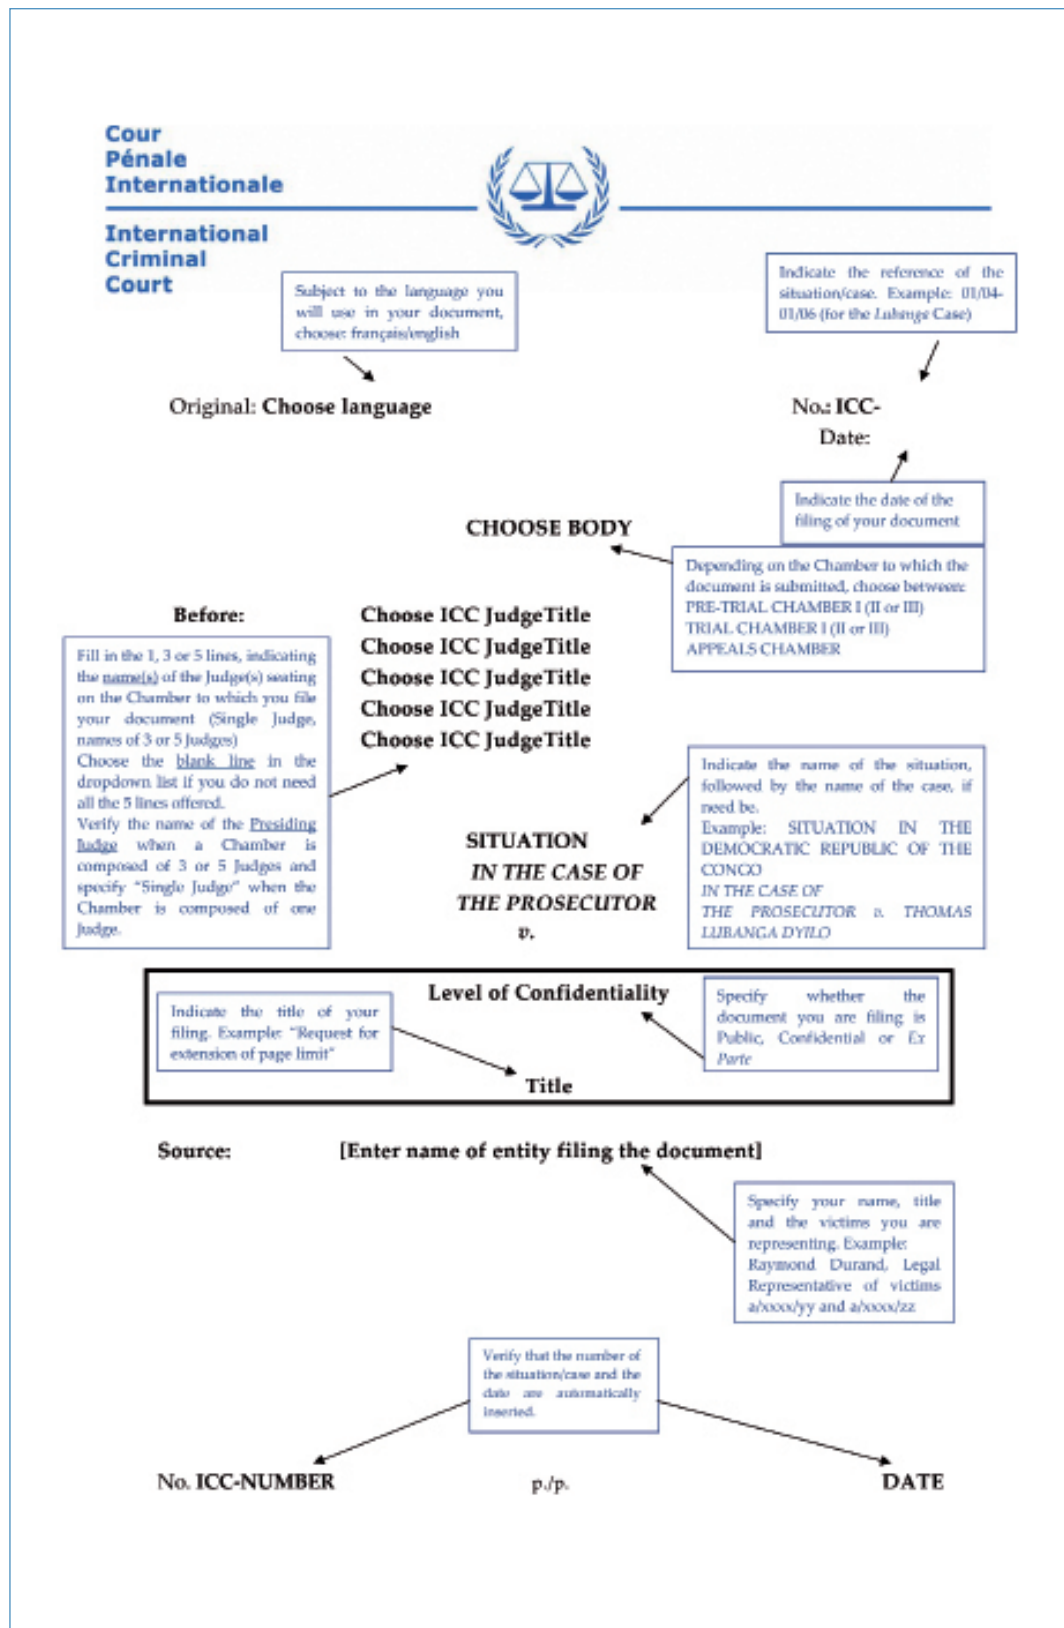 Cour
Pénale
Internationale
International
Criminal
Court
Subject to the language you
will use in your document,
choose: français/english
Indicate the reference of the
situation/case. Example: 01/04-
01/06 (for the Lubanga Case)
Original: Choose language
No.: ICC-
Date:
Indicate the date of the
filing of your document
CHOOSE BODY
Depending on the Chamber to which the
document is submitted, choose between:
PRE-TRIAL CHAMBER I (II or III)
TRIAL CHAMBER I (II or III)
APPEALS CHAMBER
Before:
Choose ICC JudgeTitle
Choose ICC JudgeTitle
Choose ICC JudgeTitle
Choose ICC JudgeTitle
Choose ICC JudgeTitle
Fill in the 1, 3 or 5 lines, indicating
the name(s) of the Judge(s) seating
on the Chamber to which you file
your document (Single Judge,
names of 3 or 5 Judges)
Choose the blank line in the
dropdown list if you do not need
all the 5 lines offered.
Verify the name of the Presiding
Judge when a Chamber is
composed of 3 or 5 Judges and
specify "Single Judge" when the
Chamber is composed of one
Judge.
Indicate the name of the situation,
followed by the name of the case, if
need be.
Example: SITUATION IN THE
DEMOCRATIC REPUBLIC OF THE
CONGO
IN THE CASE OF
THE PROSECUTOR v. THOMAS
LUBANGA DYILO
SITUATION
IN THE CASE OF
THE PROSECUTOR
v.
Level of Confidentiality
Indicate the title of your
filing. Example: "Request for
extension of page limit"
Specify whether the
document you are filing is
Public, Confidential or Ex
Parte
Title
Source:
[Enter name of entity filing the document]
Specify your name, title
and the victims you are
representing. Example:
Raymond Durand, Legal
Representative of victims
a/xxxx/yy and a/xxxx/zz
Verify that the number of
the situation/case and the
date are automatically
inserted.
No. ICC-NUMBER
p./p.
DATE